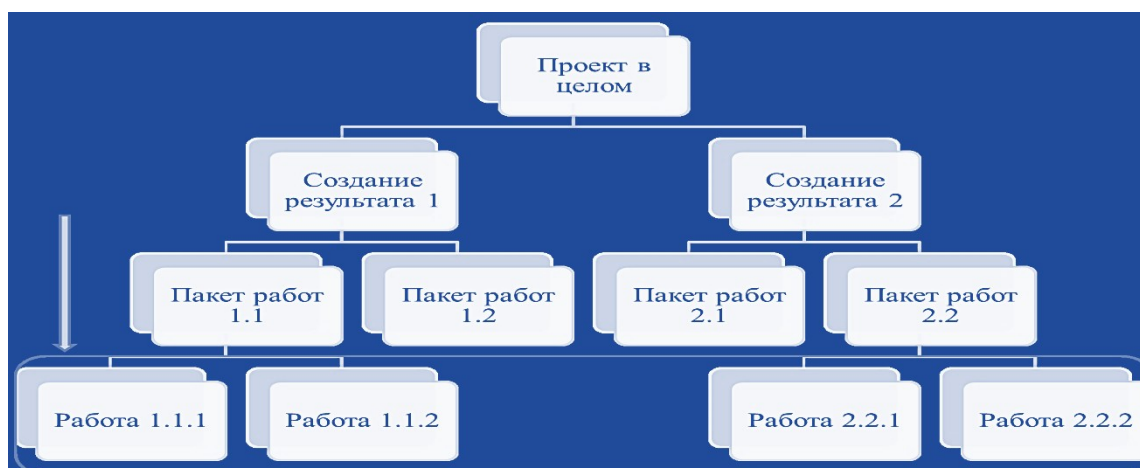 Проект в
целом
Создание
результата 1
Создание
результата 2
Пакет работ
1.1
Пакет работ
1.2
Пакет работ
2.1
Пакет работ
2.2
Работа 1.1.1
Работа 1.1.2
Работа 2.2.1
Работа 2.2.2